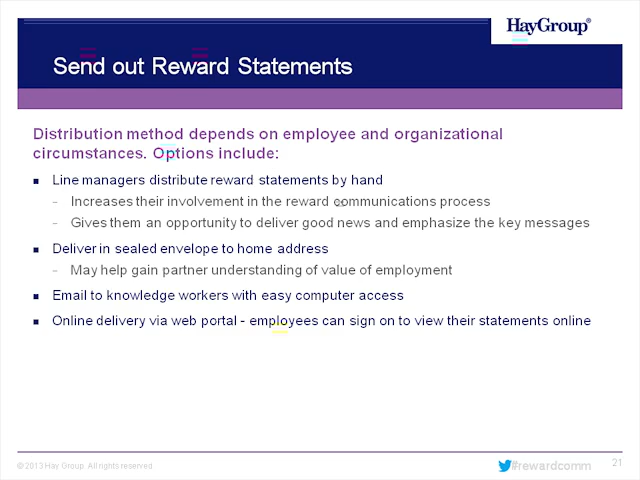 HayGroup®
Send out Reward Statements
Distribution method depends on employee and organizational
circumstances. Options include:
■ Line managers distribute reward statements by hand
- Increases their involvement in the reward communications process
- Gives them an opportunity to deliver good news and emphasize the key messages
■ Deliver in sealed envelope to home address
- May help gain partner understanding of value of employment
■ Email to knowledge workers with easy computer access
■ Online delivery via web portal - employees can sign on to view their statements online
© 2013 Hay Group. All rights reserved
#rewardcomm
21